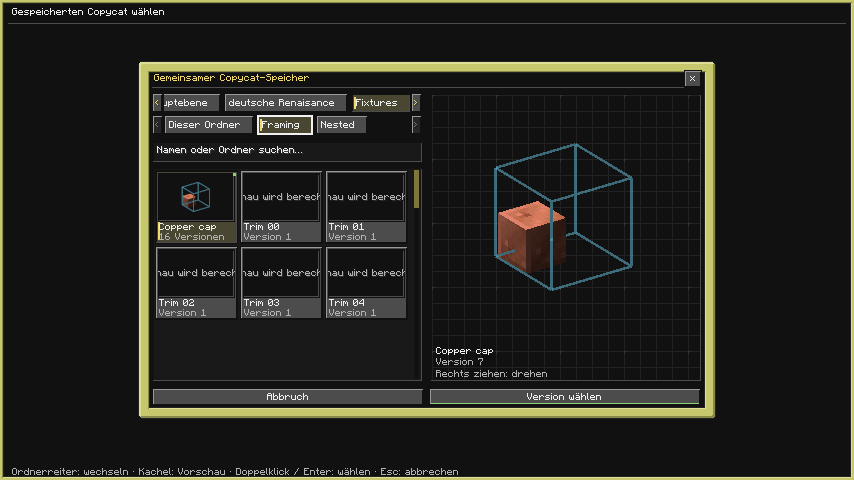 Gespeicherten Copycat wählen
Gemeinsamer Copycat-Speicher
x
< uptebene deutsche Renaisance Fixtures >
< Dieser Ordner Framing Nested >
Namen oder Ordner suchen...
Copper cap
16 Versionen
hau wird berech
Trim 00
Version 1
hau wird berech
Trim 01
Version 1
hau wird berech
Trim 02
Version 1
hau wird berech
Trim 03
Version 1
hau wird berech
Trim 04
Version 1
Copper cap
Version 7
Rechts ziehen: drehen
Abbruch
Version wählen
Ordnerreiter: wechseln · Kachel: Vorschau · Doppelklick / Enter: wählen · Esc: abbrechen